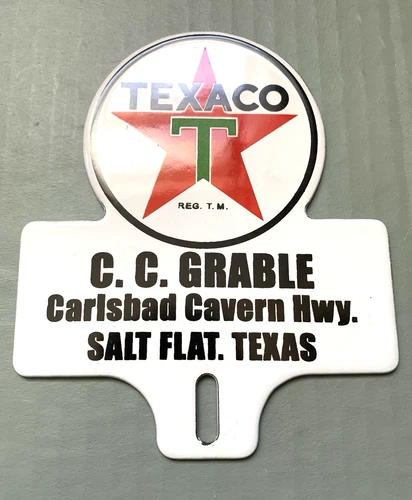 TEXACO
T
REG. T. M.
C. C. GRABLE
Carlsbad Cavern Hwy.
SALT FLAT. TEXAS